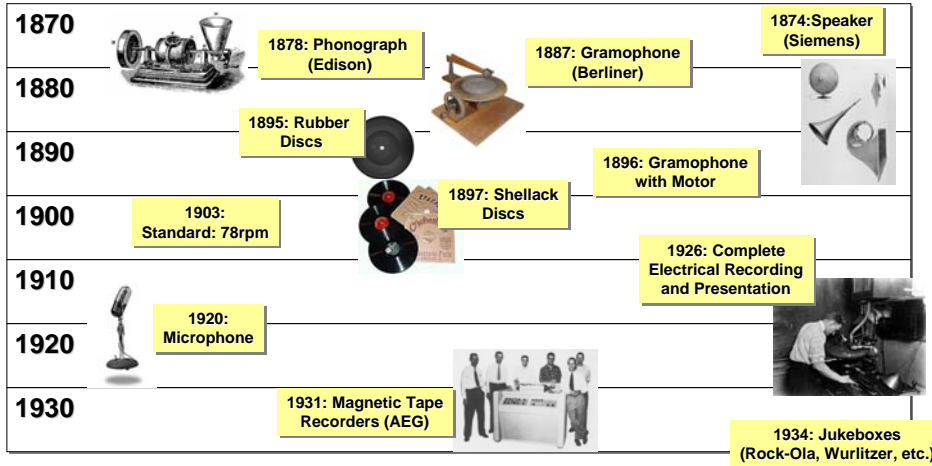 1870
1874:Speaker
(Siemens)
1878: Phonograph
(Edison)
1887: Gramophone
(Berliner)
1880
1895: Rubber
Discs
1890
1896: Gramophone
with Motor
1897: Shellack
Discs
1900
1903:
Standard: 78rpm
1926: Complete
Electrical Recording
and Presentation
1910
1920:
Microphone
1920
1930
1931: Magnetic Tape
Recorders (AEG)
1934: Jukeboxes
(Rock-Ola, Wurlitzer, etc.)